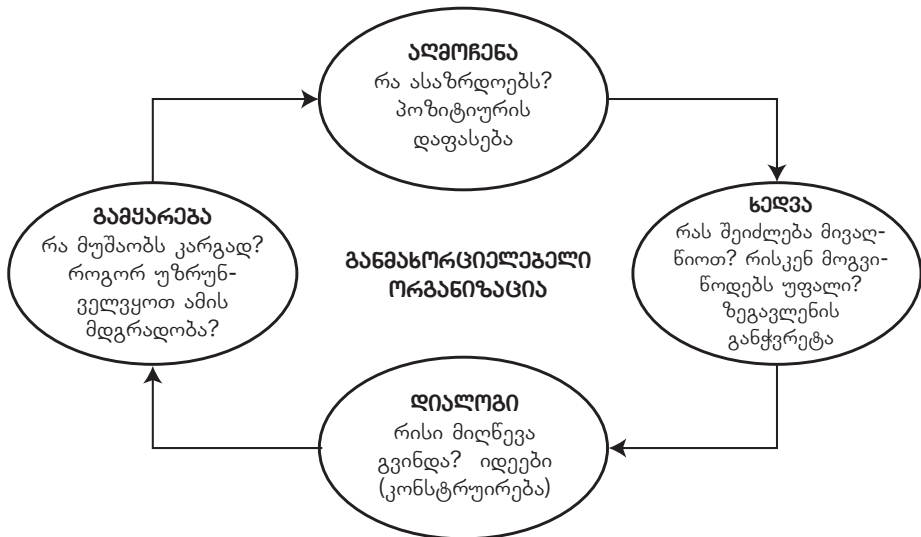 აღმოჩენა
რა ასაზრდოებს?
პოზიტიურის
დაფასება
ხედვა
რას შეიძლება მივაღ-
წიოთ? რისკენ მოგვი-
წოდებს უფალი?
ზეგავლენის
განჭვრეტა
დიალოგი
რისი მიღწევა
გვინდა? იდეები
(კონსტრუირება)
გამყარება
რა მუშაობს კარგად?
როგორ უზრუნ-
ველვყოთ ამის
მდგრადობა?
განმახორციელებელი
ორგანიზაცია